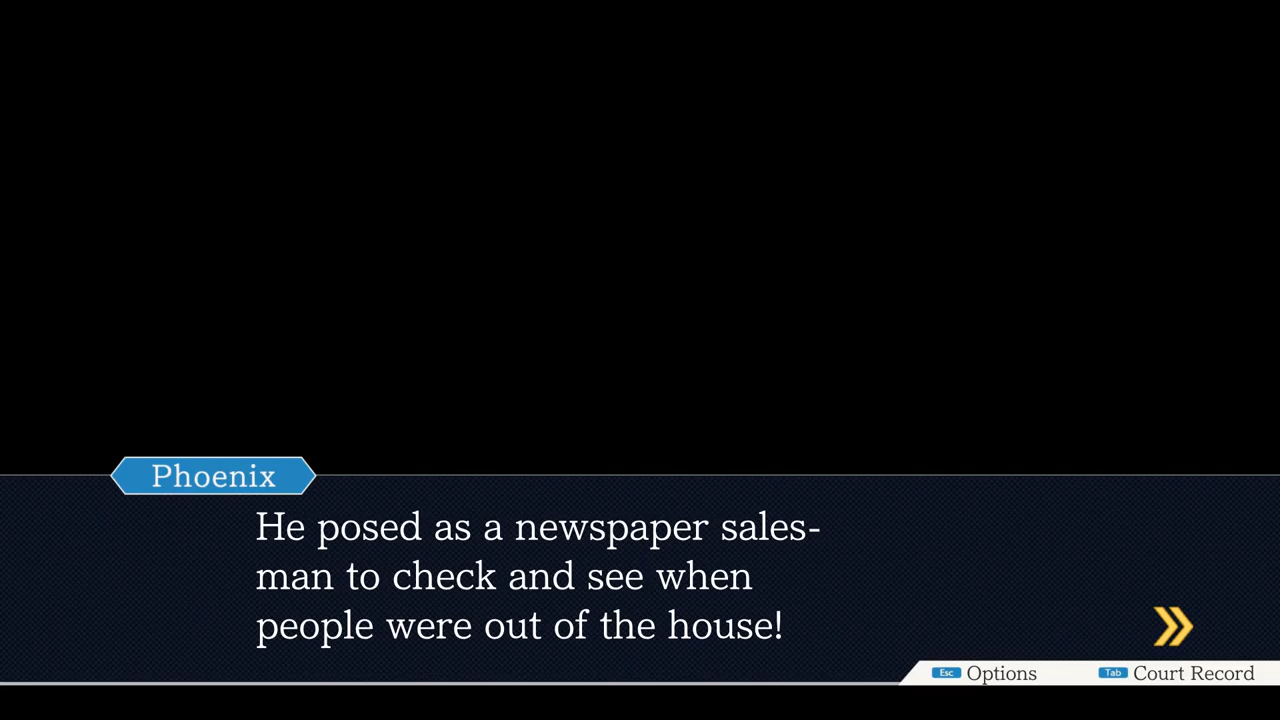 Phoenix
He posed as a newspaper sales-
man to check and see when
people were out of the house!
Esc Options Tab Court Record